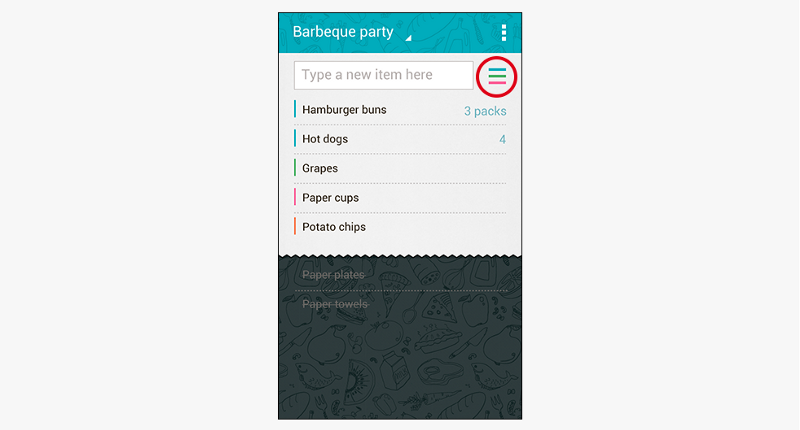 Barbeque party
Type a new item here
Hamburger buns 3 packs
Hot dogs 4
Grapes
Paper cups
Potato chips
Paper plates
Paper towels